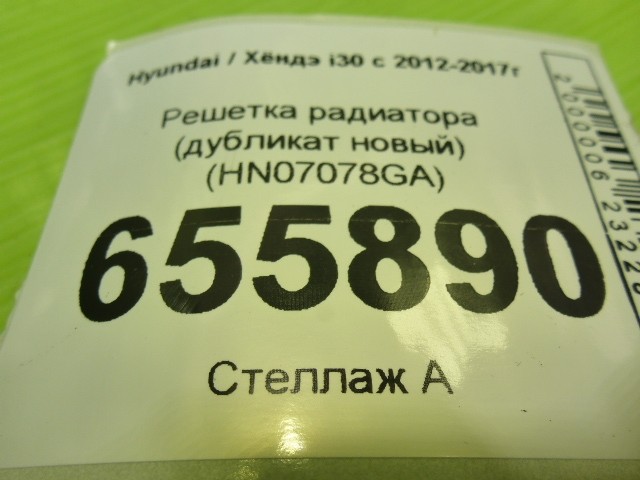 Hyundai / Хёндэ i30 с 2012-2017г
Решетка радиатора
(дубликат новый)
(HN07078GA)
655890
Стеллаж А